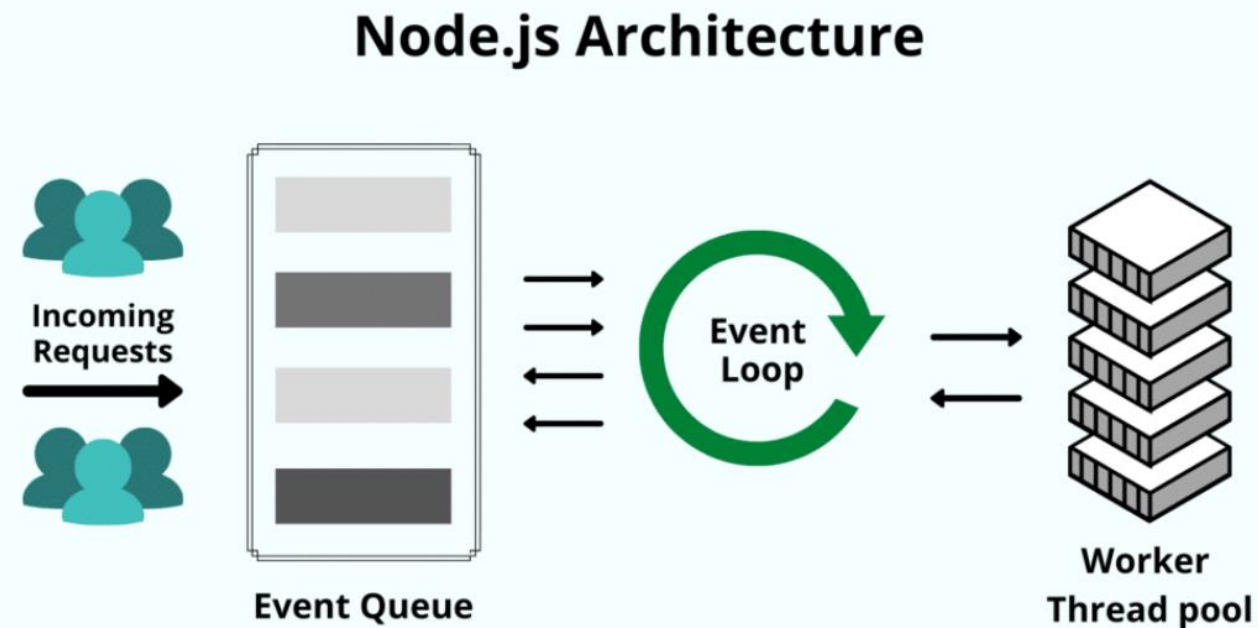 Node.js Architecture
Incoming
Requests
Event Queue
Event
Loop
Worker
Thread pool